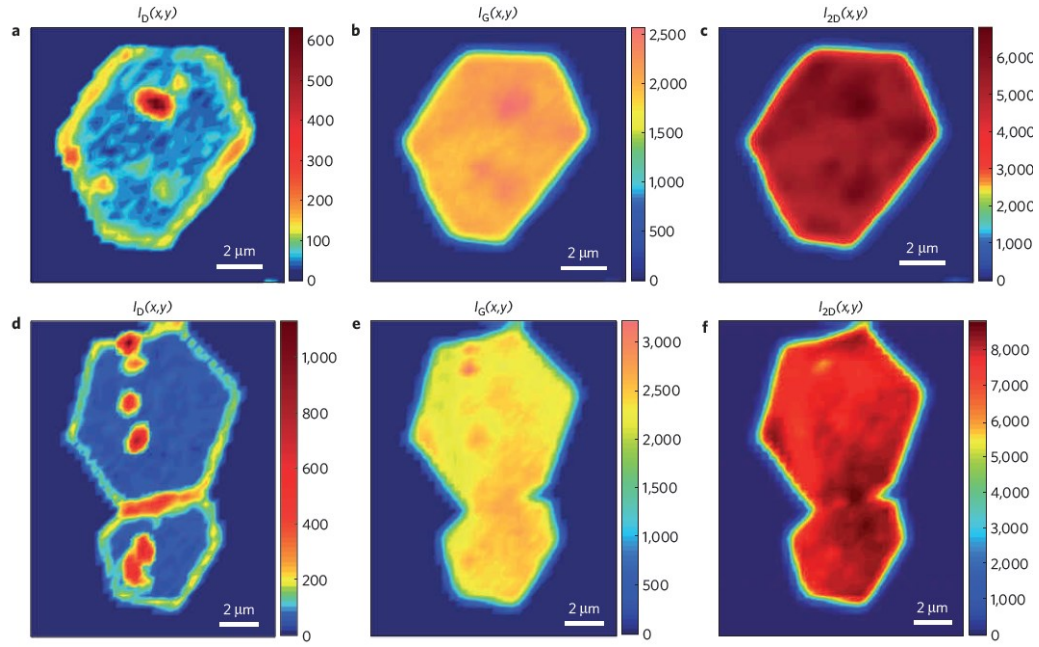 I_D(x,y)
I_G(x,y)
I_2D(x,y)
a
b
c
600
500
400
300
200
100
0
2 μm
2,500
2,000
1,500
1,000
500
0
2 μm
6,000
5,000
4,000
3,000
2,000
1,000
0
2 μm
I_D(x,y)
I_G(x,y)
I_2D(x,y)
d
e
f
1,000
800
600
400
200
0
2 μm
3,000
2,500
2,000
1,500
1,000
500
0
2 μm
8,000
7,000
6,000
5,000
4,000
3,000
2,000
1,000
0
2 μm